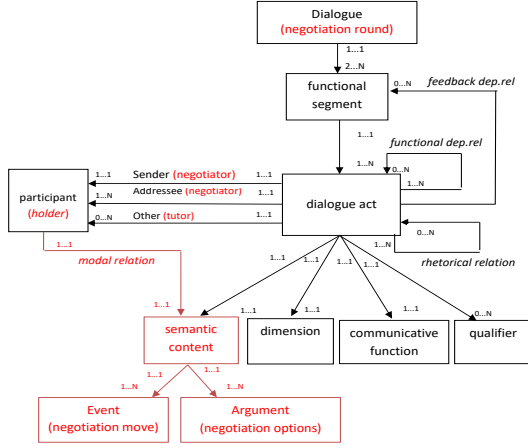 Dialogue
(negotiation round)
1...1
2...N
functional
segment
0...N
feedback dep.rel
1...1
functional dep.rel
1...N
0...N
1...N
1...1
Sender (negotiator)
1...1
1...N
Addressee (negotiator)
1...1
0...N
Other (tutor)
1...1
participant
(holder)
dialogue act
0...N
1...N
rhetorical relation
1...1
modal relation
1...1
1...1
1...1
1...1
1...1
1...1
1...1
1...1
0...N
semantic
content
dimension
communicative
function
qualifier
1...1
1...1
1...N
1...N
Event
(negotiation move)
Argument
(negotiation options)